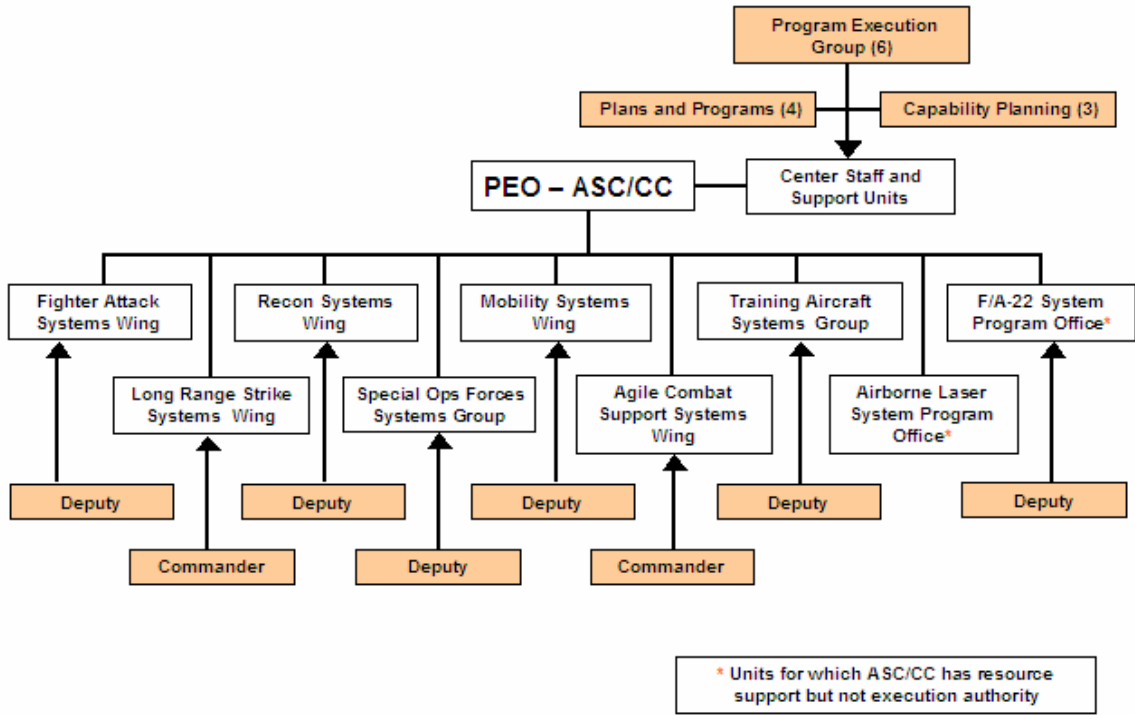 Program Execution
Group (6)
Plans and Programs (4)
Capability Planning (3)
PEO – ASC/CC
Center Staff and
Support Units
Fighter Attack
Systems Wing
Recon Systems
Wing
Mobility Systems
Wing
Training Aircraft
Systems Group
F/A-22 System
Program Office*
Long Range Strike
Systems Wing
Special Ops Forces
Systems Group
Agile Combat
Support Systems
Wing
Airborne Laser
System Program
Office*
Deputy
Deputy
Deputy
Deputy
Deputy
Commander
Deputy
Commander
* Units for which ASC/CC has resource
support but not execution authority